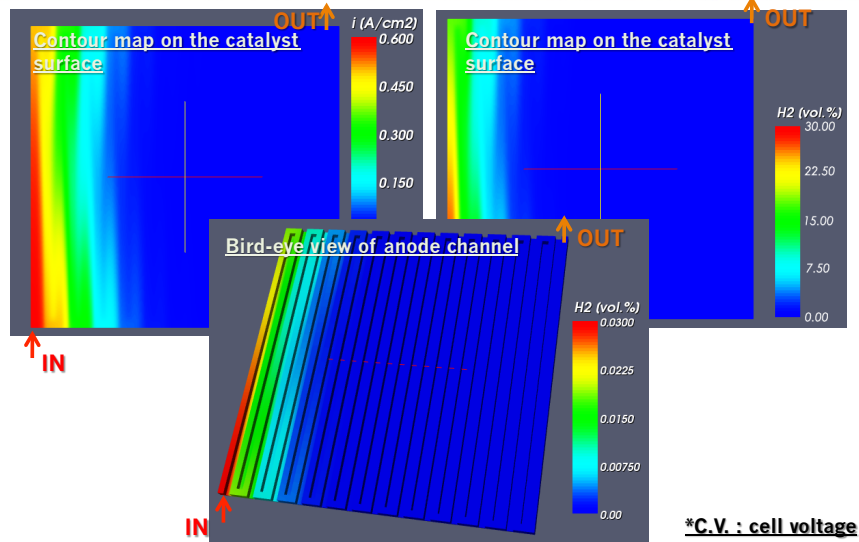 OUT
i (A/cm2)
Contour map on the catalyst
surface
0.600
0.450
0.300
0.150
IN
OUT
Contour map on the catalyst
surface
H2 (vol.%)
30.00
22.50
15.00
7.50
0.00
Bird-eye view of anode channel
OUT
H2 (vol.%)
0.0300
0.0225
0.0150
0.00750
0.00
IN
*C.V. : cell voltage